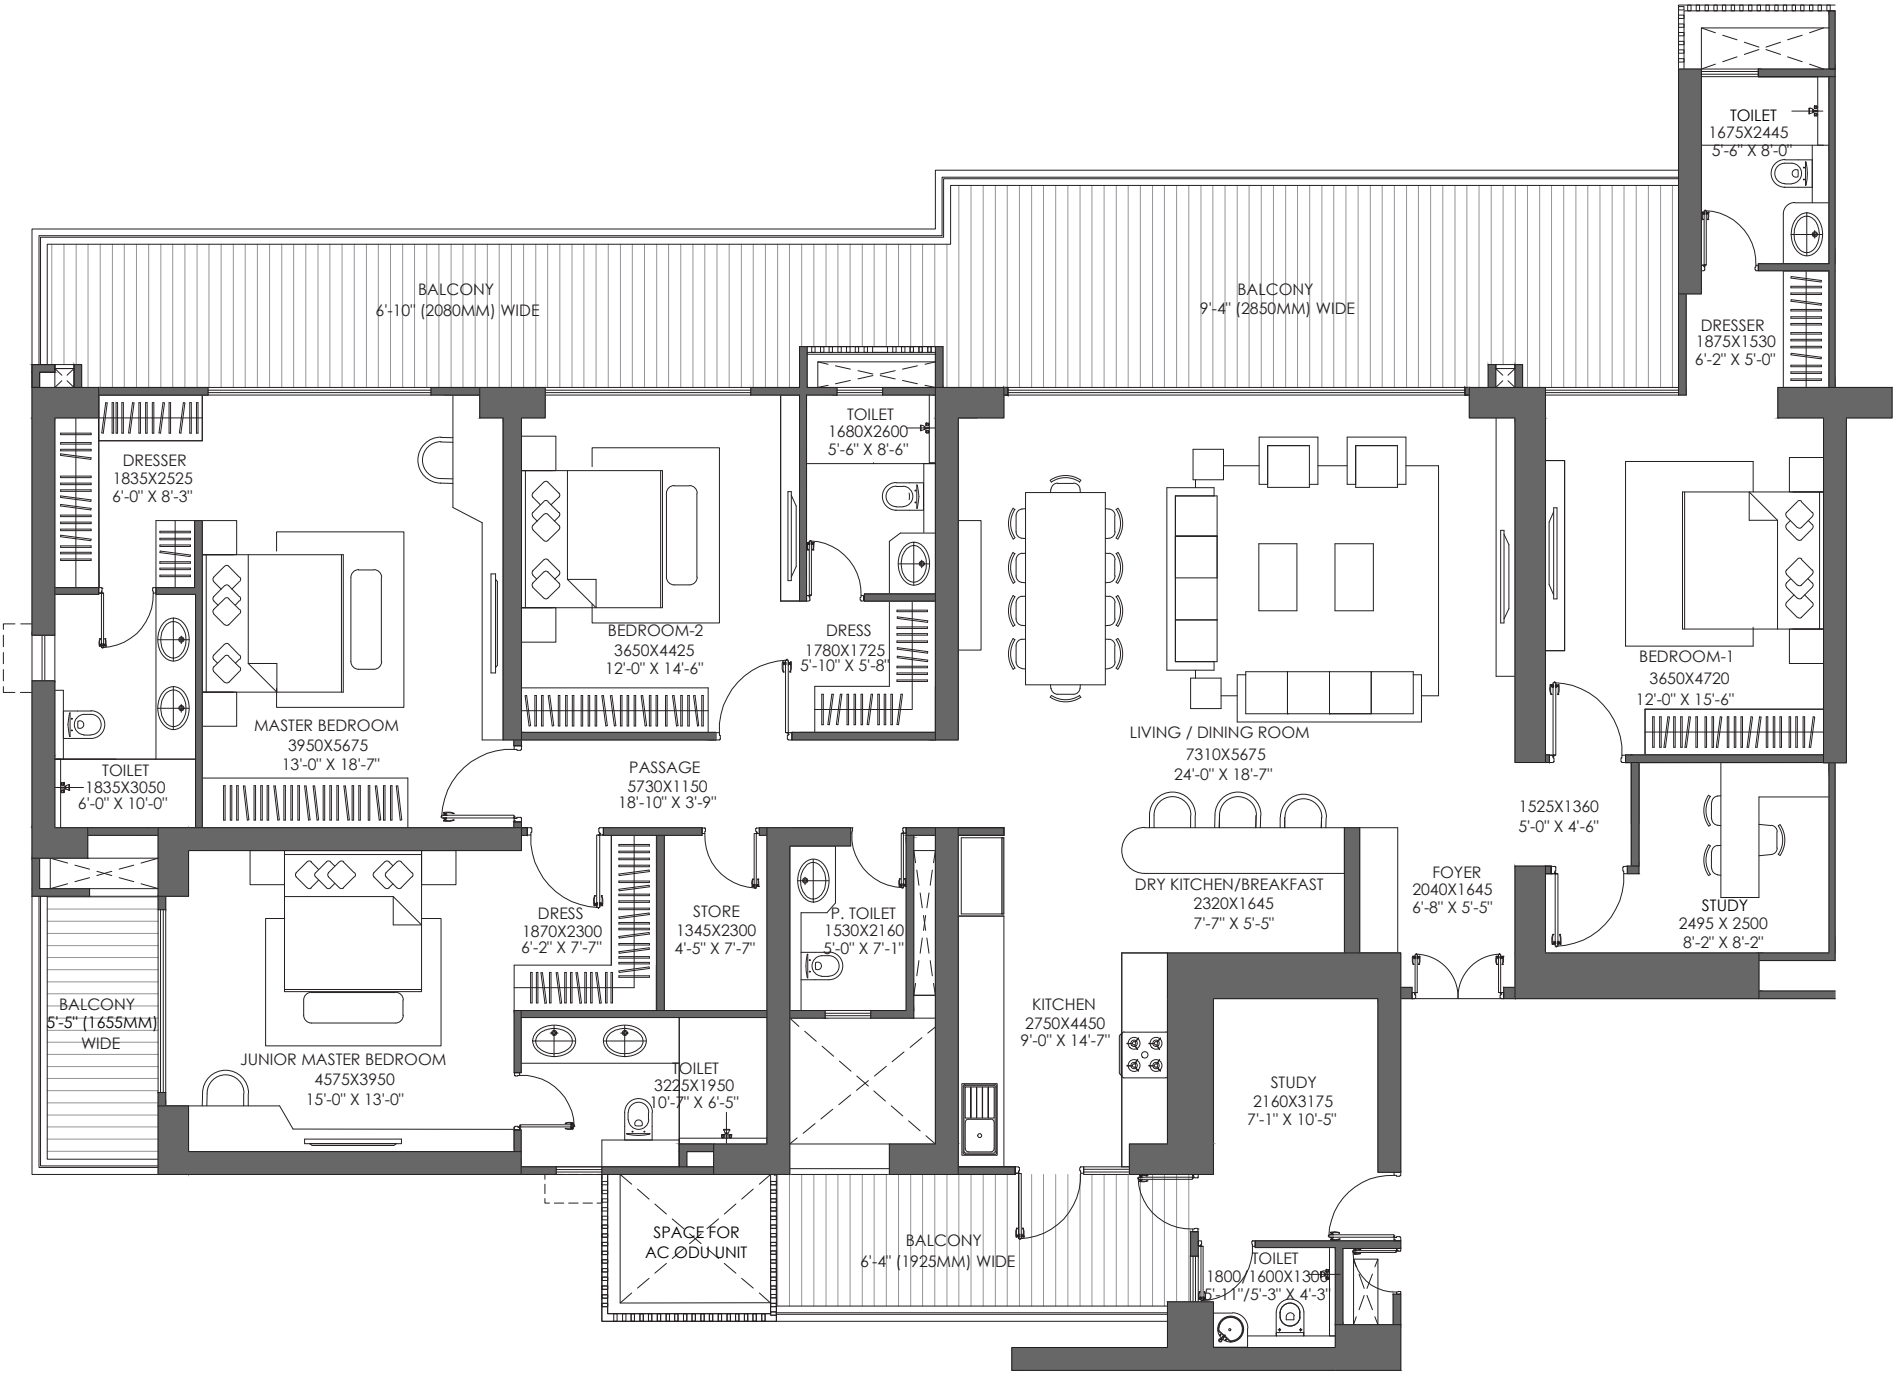 TOILET
1675X2445
5'-6" X 8'-0"
BALCONY
6'-10" (2080MM) WIDE
BALCONY
9'-4" (2850MM) WIDE
DRESSER
1875X1530
6'-2" X 5'-0"
TOILET
1680X2600
5'-6" X 8'-6"
DRESSER
1835X2525
6'-0" X 8'-3"
BEDROOM-2
3650X4425
12'-0" X 14'-6"
DRESS
1780X1725
5'-10" X 5'-8"
BEDROOM-1
3650X4720
12'-0" X 15'-6"
MASTER BEDROOM
3950X5675
13'-0" X 18'-7"
LIVING / DINING ROOM
7310X5675
24'-0" X 18'-7"
TOILET
1835X3050
6'-0" X 10'-0"
PASSAGE
5730X1150
18'-10" X 3'-9"
1525X1360
5'-0" X 4'-6"
DRY KITCHEN/BREAKFAST
2320X1645
7'-7" X 5'-5"
FOYER
2040X1645
6'-8" X 5'-5"
STUDY
2495 X 2500
8'-2" X 8'-2"
DRESS
1870X2300
6'-2" X 7'-7"
STORE
1345X2300
4'-5" X 7'-7"
P. TOILET
1530X2160
5'-0" X 7'-1"
BALCONY
5'-5" (1655MM)
WIDE
KITCHEN
2750X4450
9'-0" X 14'-7"
JUNIOR MASTER BEDROOM
4575X3950
15'-0" X 13'-0"
TOILET
3225X1950
10'-7" X 6'-5"
STUDY
2160X3175
7'-1" X 10'-5"
SPACE FOR
AC ODU UNIT
BALCONY
6'-4" (1925MM) WIDE
TOILET
1800/1600X1300
5'-11"/5'-3" X 4'-3"